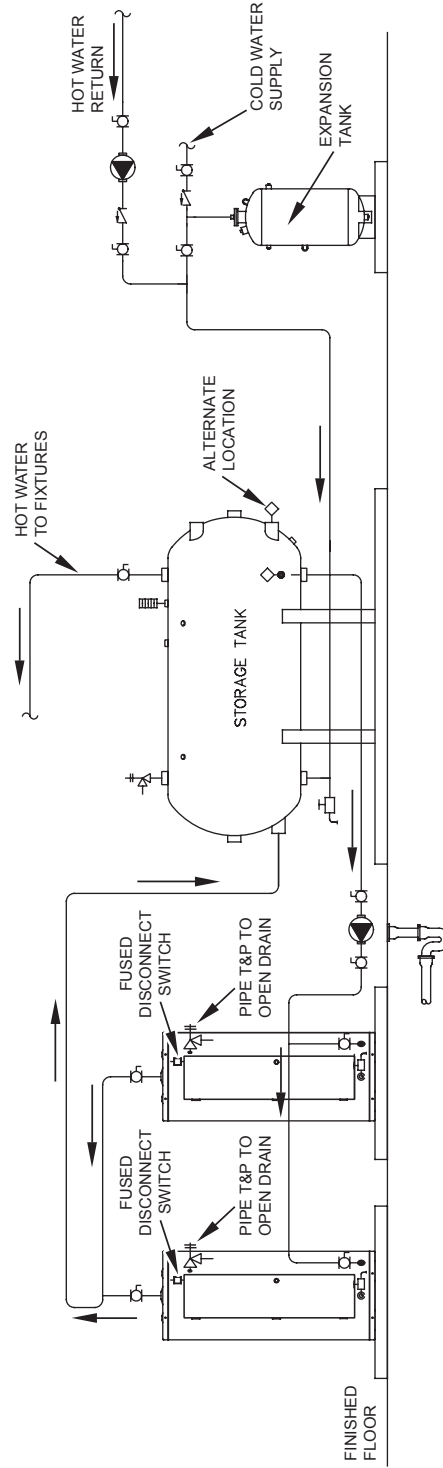 HOT WATER
RETURN
COLD WATER
SUPPLY
EXPANSION
TANK
HOT WATER
TO FIXTURES
ALTERNATE
LOCATION
STORAGE TANK
FUSED
DISCONNECT
SWITCH
PIPE T&P TO
OPEN DRAIN
FUSED
DISCONNECT
SWITCH
PIPE T&P TO
OPEN DRAIN
FINISHED
FLOOR